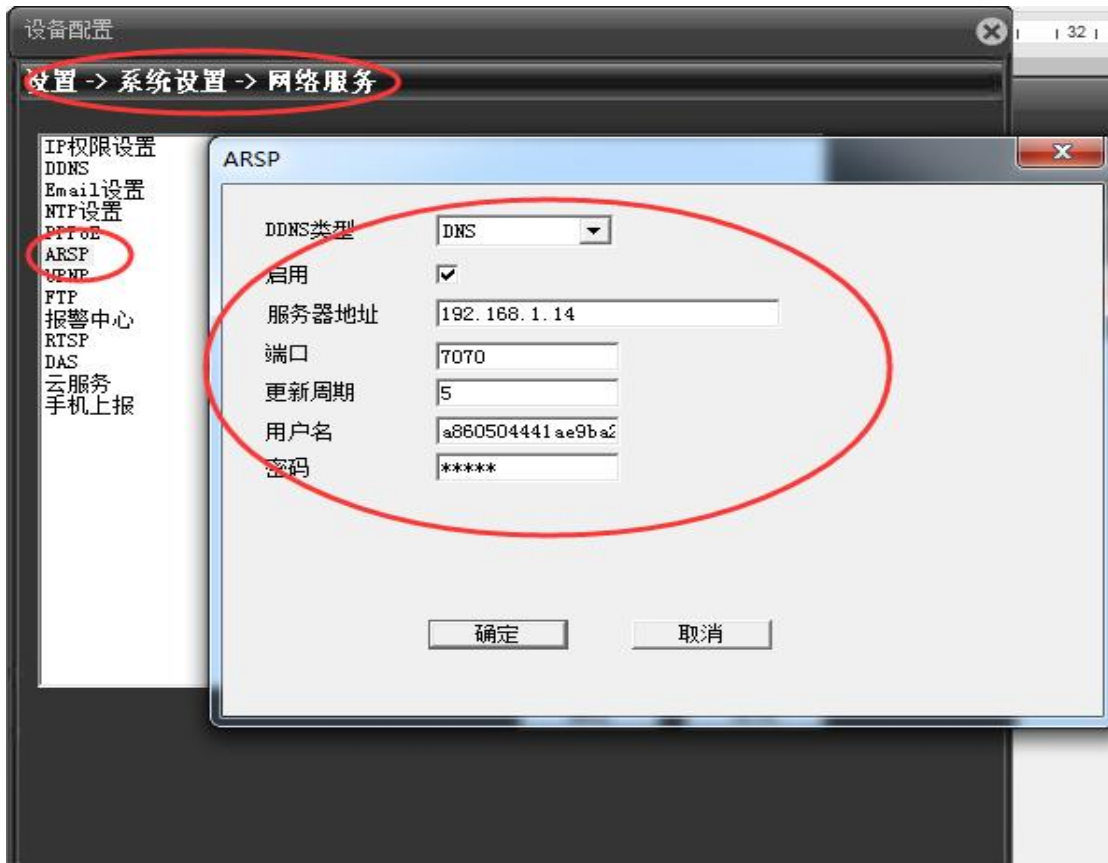 设备配置
32
设置 -> 系统设置 -> 网络服务
IP权限设置
DDNS
Email设置
NTP设置
PPPoE
ARSP
UPNP
FTP
报警中心
RTSP
DAS
云服务
手机上报
ARSP
DDNS类型 DNS
启用
服务器地址 192.168.1.14
端口 7070
更新周期 5
用户名 a860504441ae9ba2
密码 *****
确定 取消